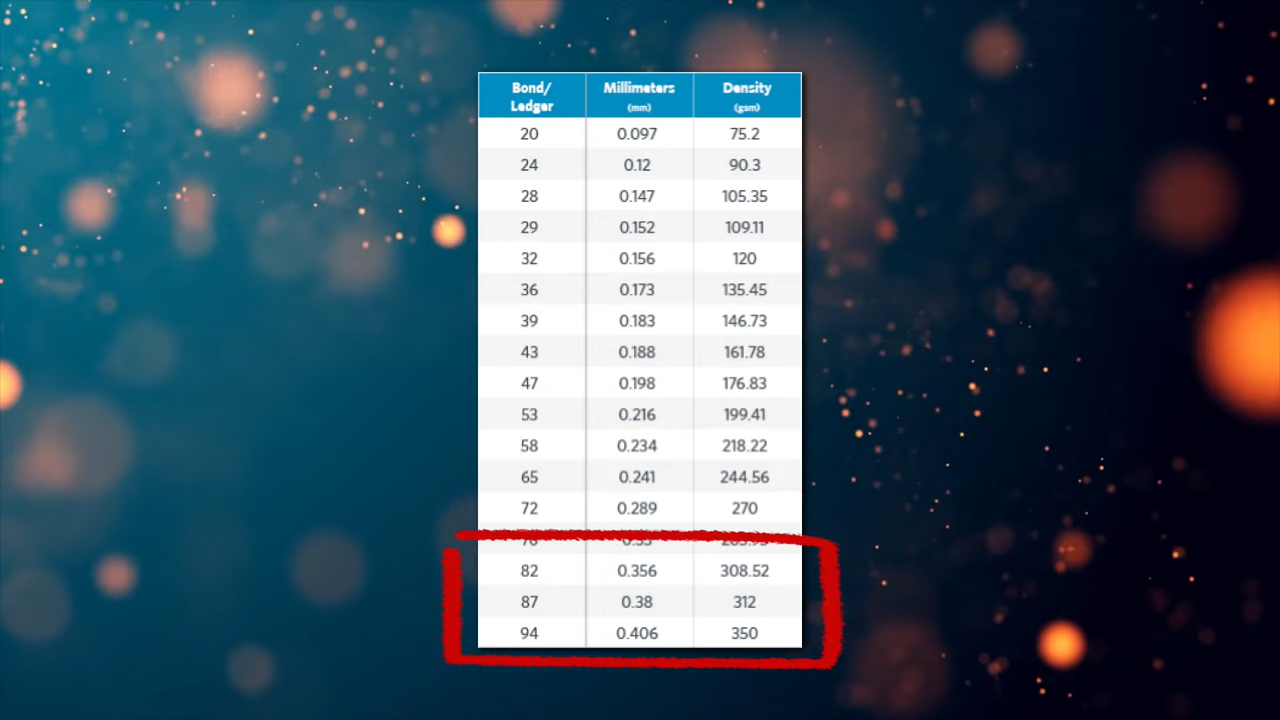 Bond/ Millimeters Density
Ledger (mm) (gsm)
20 0.097 75.2
24 0.12 90.3
28 0.147 105.35
29 0.152 109.11
32 0.156 120
36 0.173 135.45
39 0.183 146.73
43 0.188 161.78
47 0.198 176.83
53 0.216 199.41
58 0.234 218.22
65 0.241 244.56
72 0.289 270
82 0.356 308.52
87 0.38 312
94 0.406 350